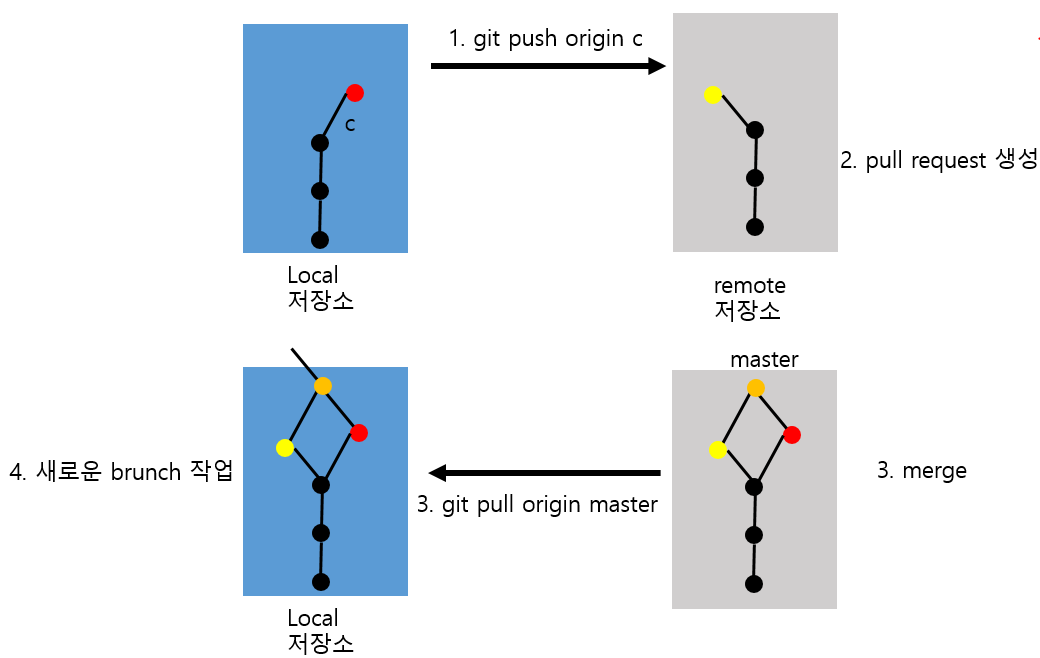 1. git push origin c
c
2. pull request 생성
Local
저장소
remote
저장소
master
4. 새로운 brunch 작업
3. git pull origin master
3. merge
Local
저장소